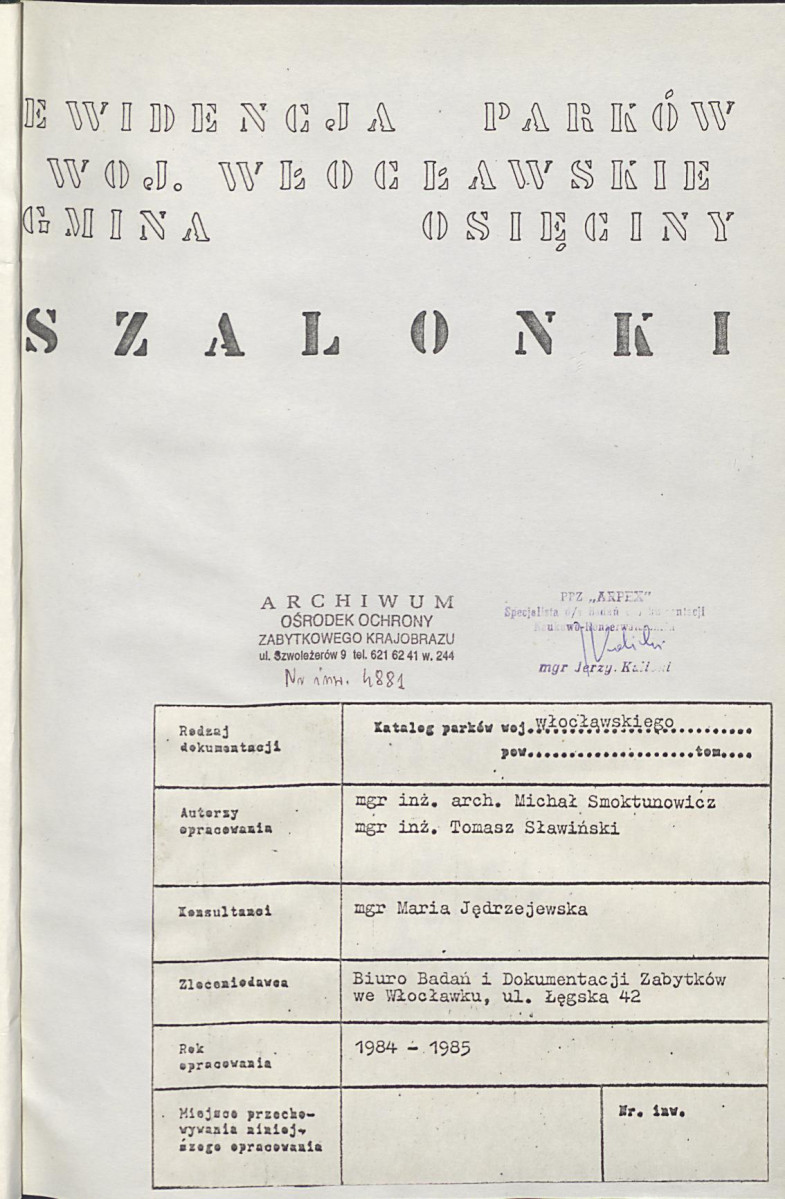 EWIDENCJA PARKÓW
WOJ. WŁOCŁAWSKIE
GMINA OSIĘCINY
SZALONKI
ARCHIWUM
OŚRODEK OCHRONY
ZABYTKOWEGO KRAJOBRAZU
ul. Szwoleżerów 9 tel. 621 62 41 w. 244
Nr inw. 4881
PPZ „ARPEX"
Specjalista
mgr Jerzy
Rodzaj
dokumentacji
Katalog parków woj. włocławskiego..........
pow.....................tom....
Autorzy
opracowania
mgr inż. arch. Michał Smoktunowicz
mgr inż. Tomasz Sławiński
Konsultanci
mgr Maria Jędrzejewska
Zleceniodawca
Biuro Badań i Dokumentacji Zabytków
we Włocławku, ul. Łęgska 42
Rok
opracowania
1984 - 1985
Miejsce przecho-
wywania niniej-
szego opracowania
Nr. inw.